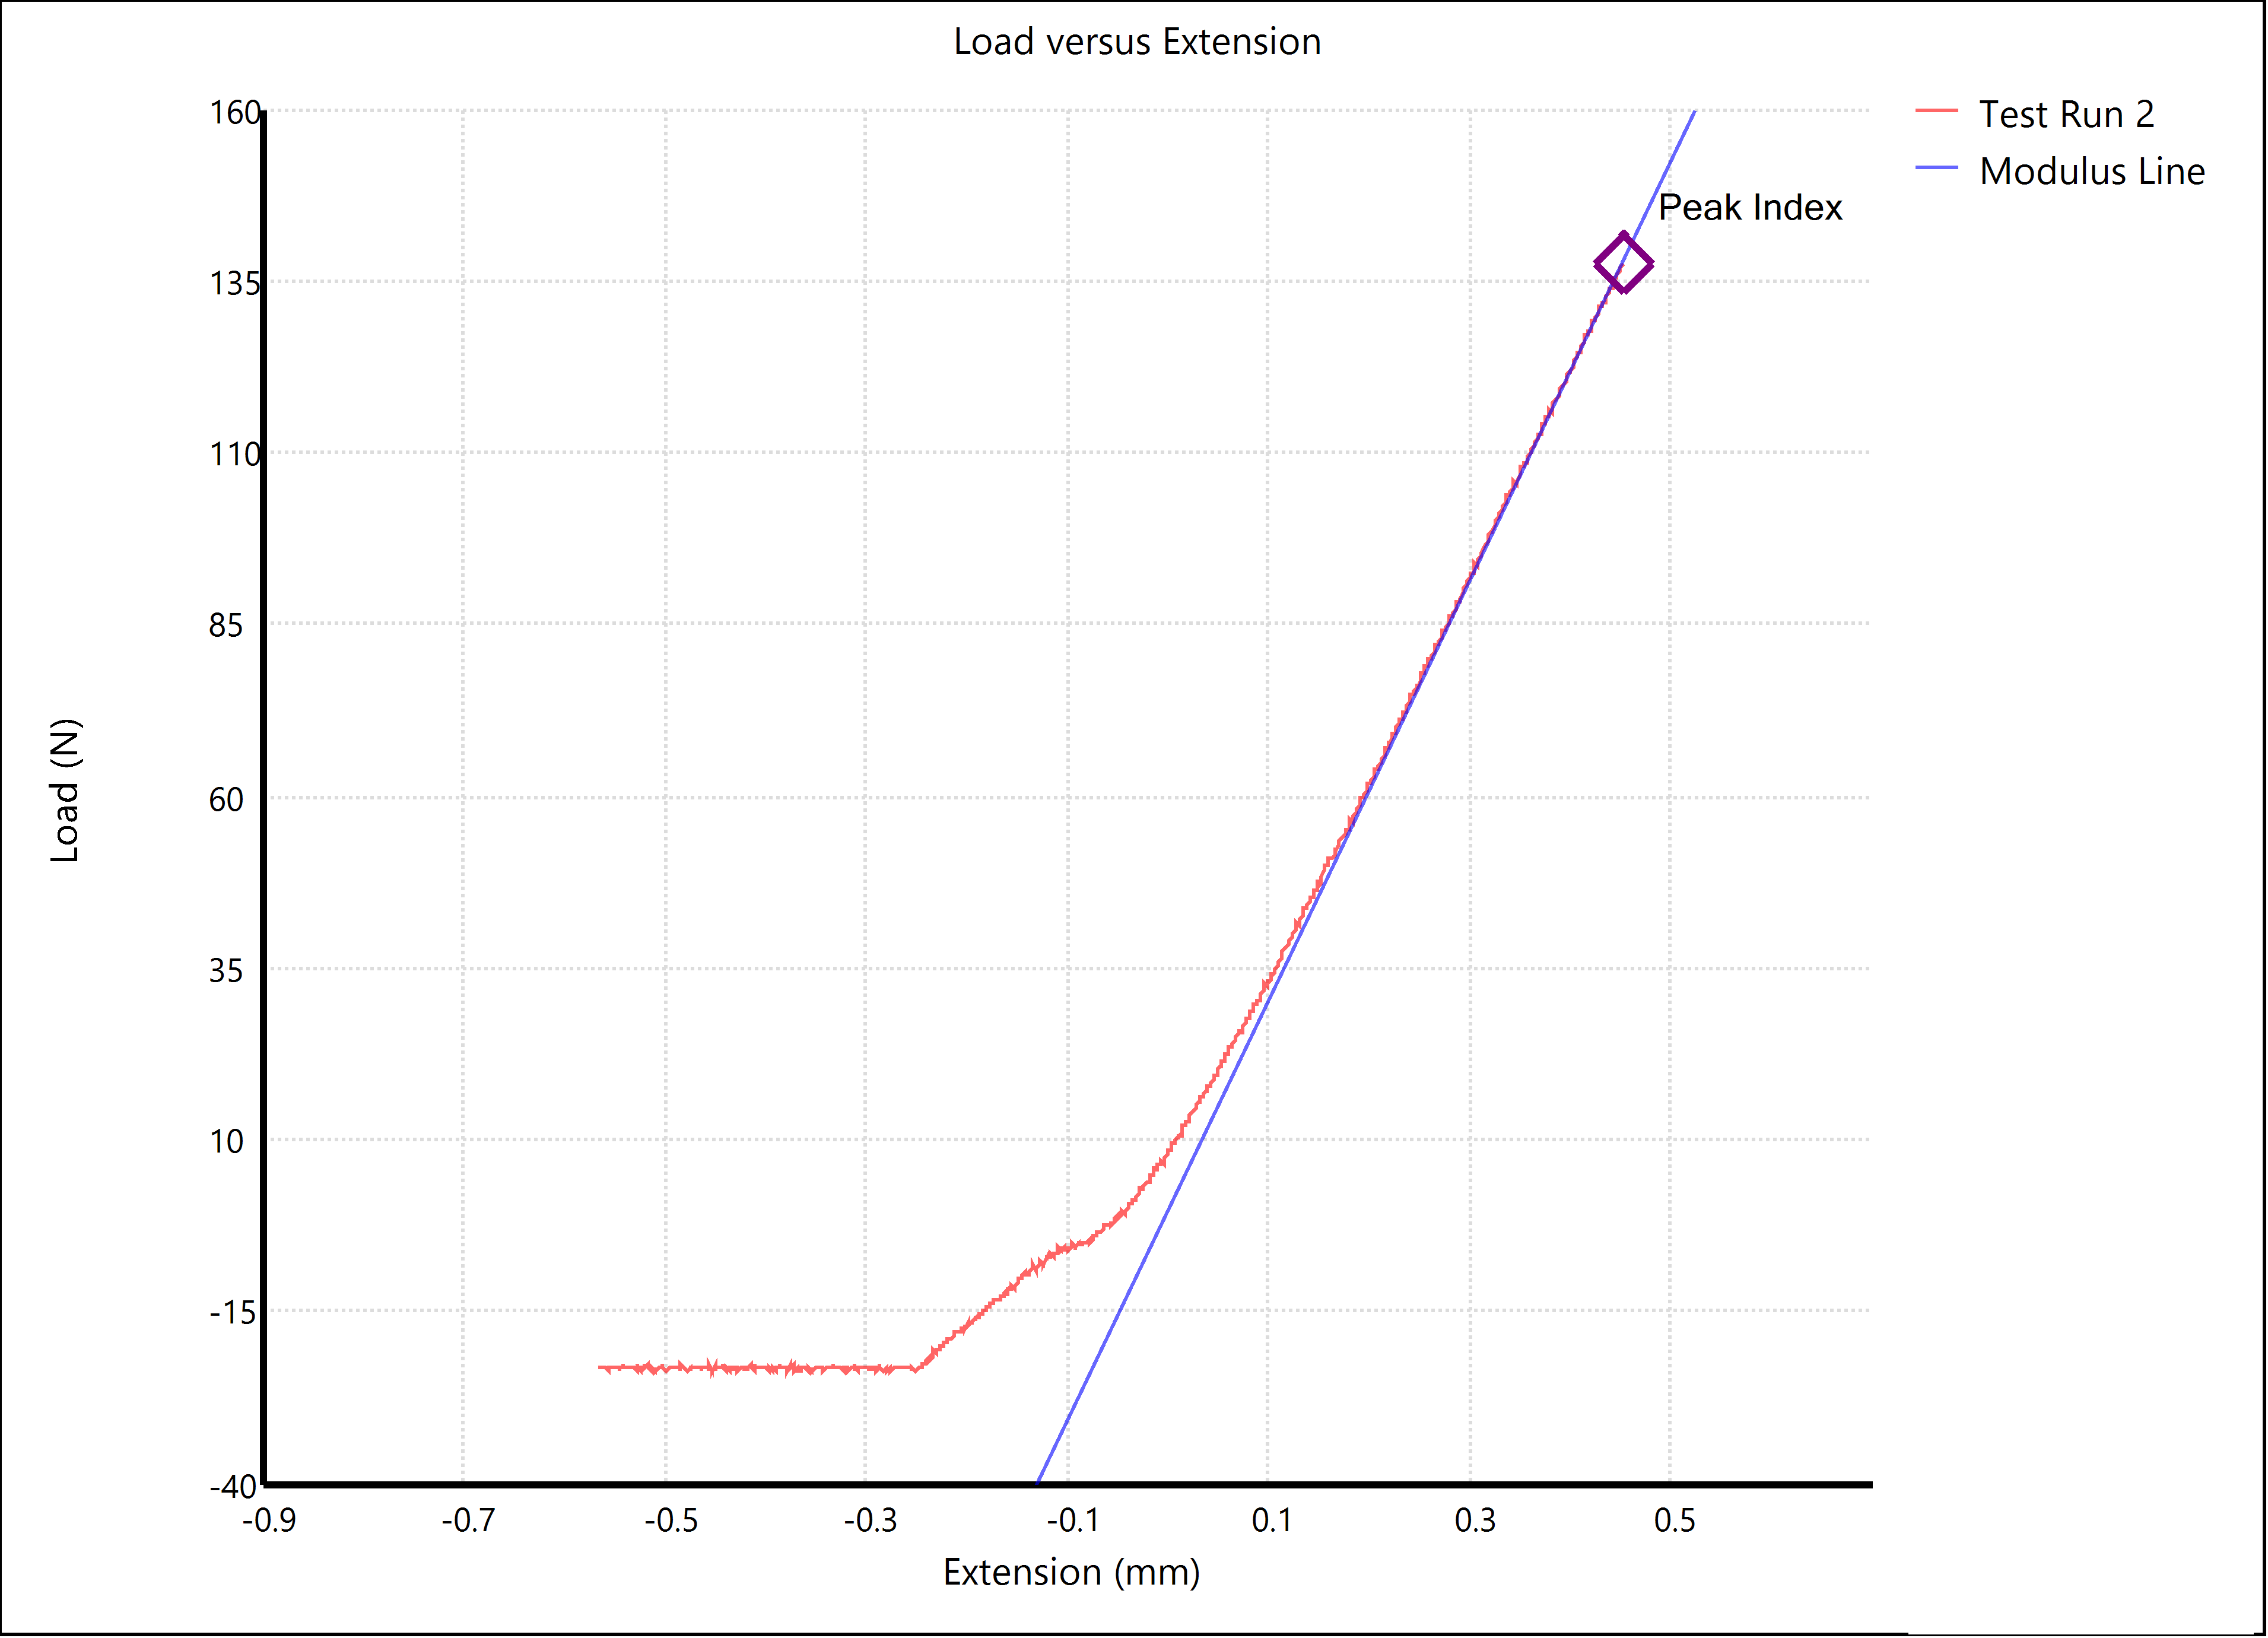 Load versus Extension
Test Run 2
Modulus Line
Peak Index
160
135
110
85
60
35
10
-15
-40
Load (N)
-0.9 -0.7 -0.5 -0.3 -0.1 0.1 0.3 0.5
Extension (mm)